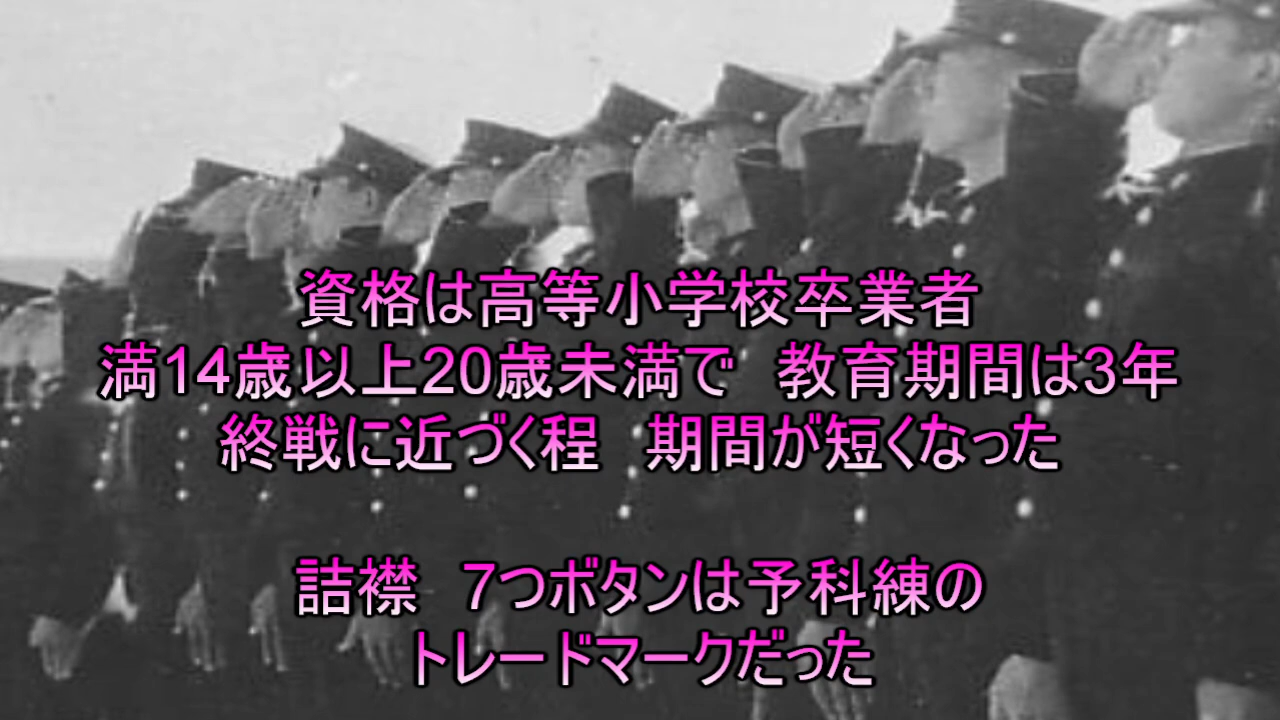 資格は高等小学校卒業者
満14歳以上20歳未満で　教育期間は3年
終戦に近づく程　期間が短くなった
詰襟　7つボタンは予科練の
トレードマークだった